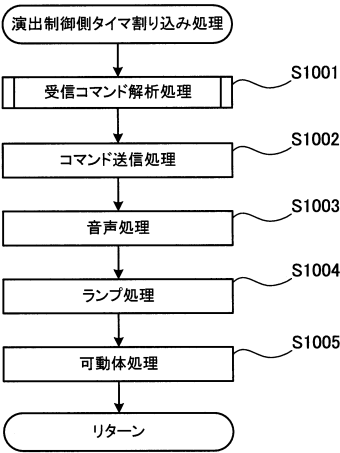 演出制御側タイマ割り込み処理
受信コマンド解析処理
S1001
コマンド送信処理
S1002
音声処理
S1003
ランプ処理
S1004
可動体処理
S1005
リターン